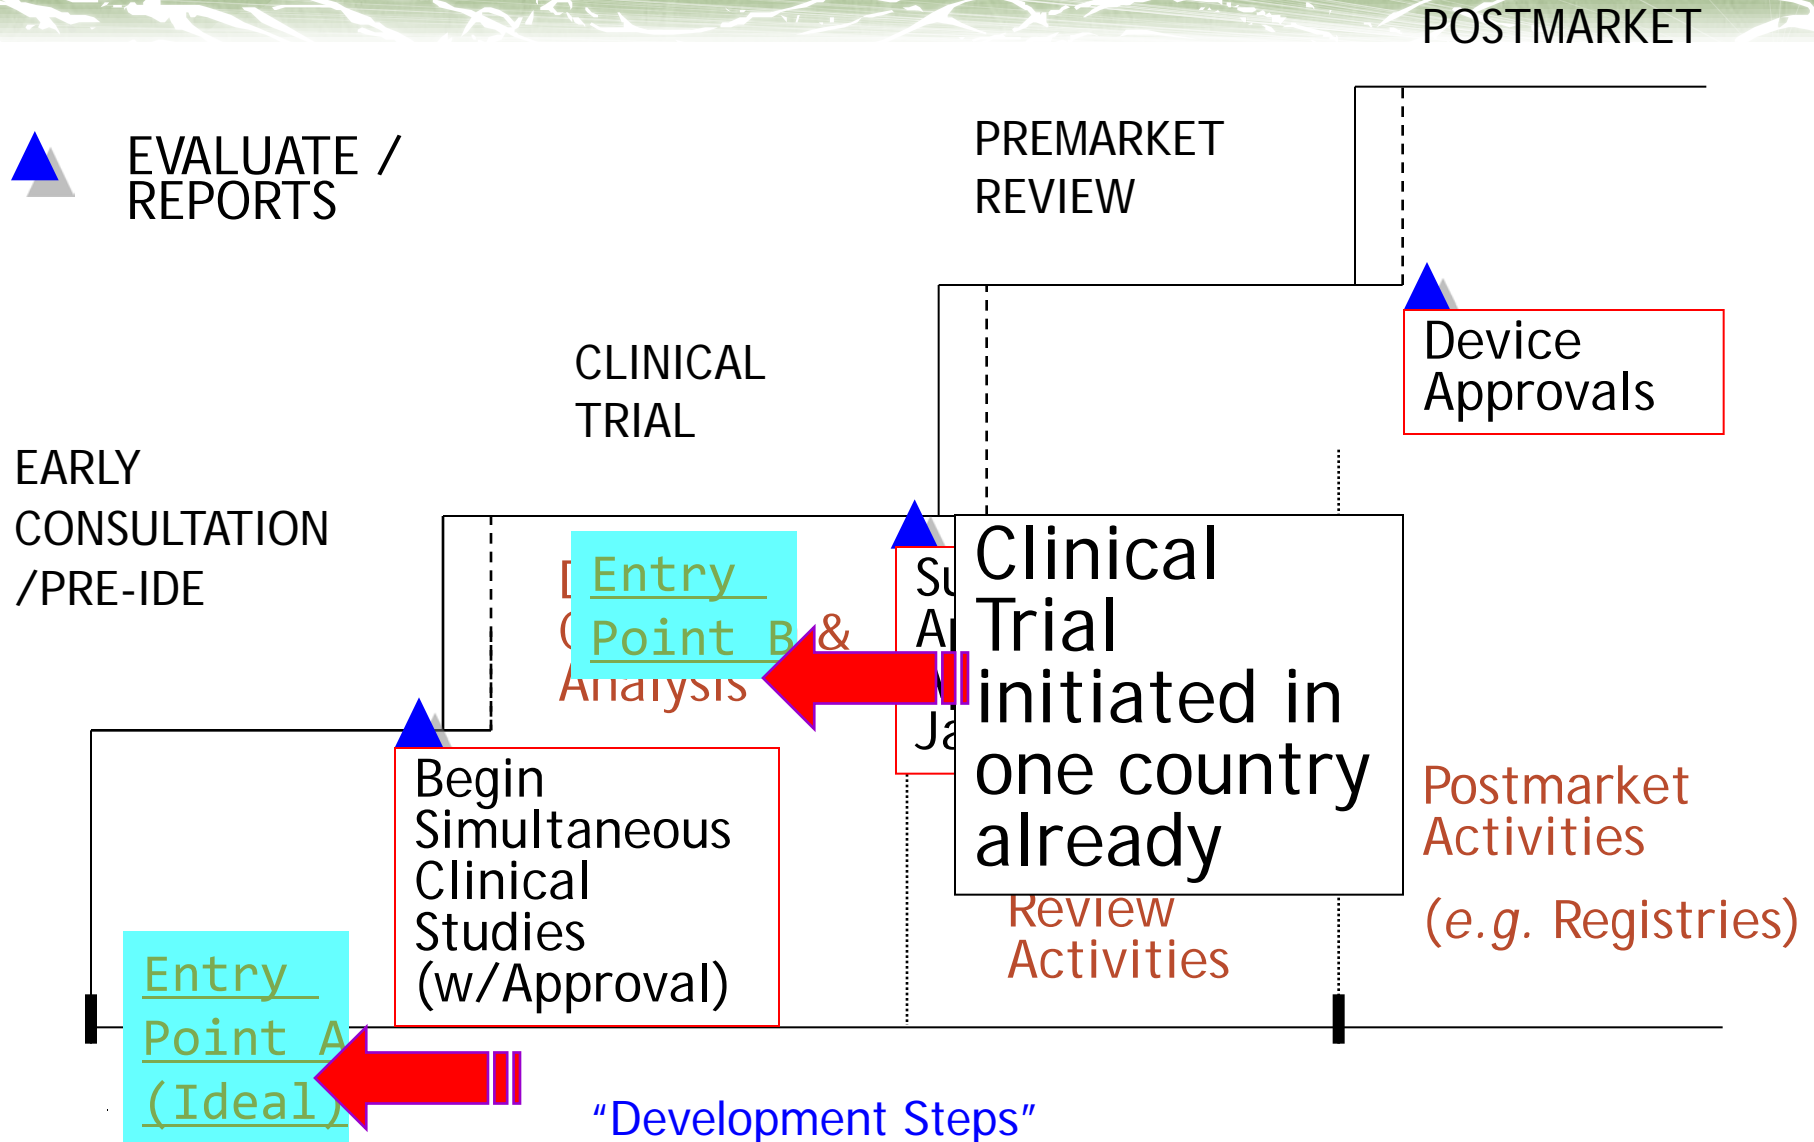 POSTMARKET
EVALUATE /
REPORTS
PREMARKET
REVIEW
CLINICAL
TRIAL
EARLY
CONSULTATION
/PRE-IDE
Device
Approvals
Entry
Point B
&
Analysis
Clinical
Trial
initiated in
one country
already
Begin
Simultaneous
Clinical
Studies
(w/Approval)
Review
Activities
Postmarket
Activities
(e.g. Registries)
Entry
Point A
(Ideal)
“Development Steps”